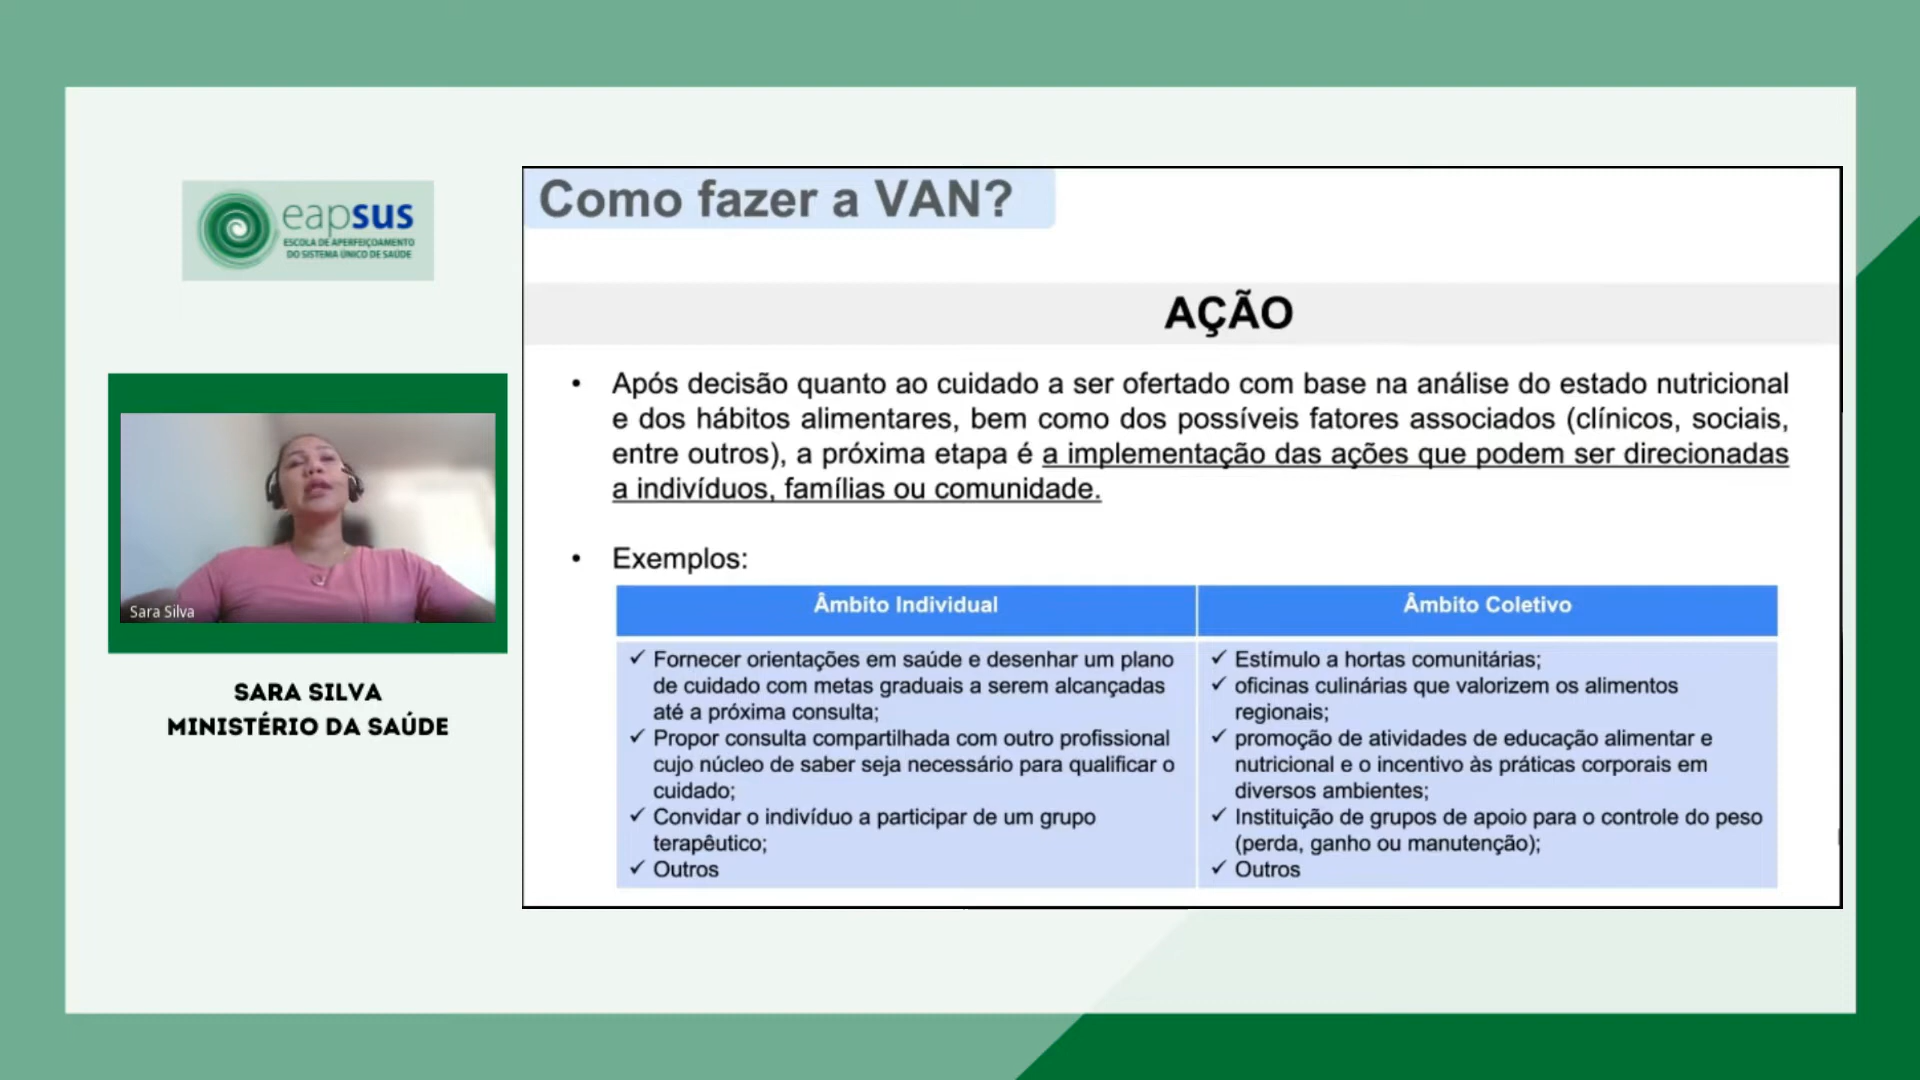 eapsus
ESCOLA DE APERFEIÇOAMENTO
DO SISTEMA ÚNICO DE SAÚDE
Sara Silva
SARA SILVA
MINISTÉRIO DA SAÚDE
Como fazer a VAN?
AÇÃO
• Após decisão quanto ao cuidado a ser ofertado com base na análise do estado nutricional
e dos hábitos alimentares, bem como dos possíveis fatores associados (clínicos, sociais,
entre outros), a próxima etapa é a implementação das ações que podem ser direcionadas
a indivíduos, famílias ou comunidade.
• Exemplos:
Âmbito Individual
✓ Fornecer orientações em saúde e desenhar um plano
de cuidado com metas graduais a serem alcançadas
até a próxima consulta;
✓ Propor consulta compartilhada com outro profissional
cujo núcleo de saber seja necessário para qualificar o
cuidado;
✓ Convidar o indivíduo a participar de um grupo
terapêutico;
✓ Outros
Âmbito Coletivo
✓ Estímulo a hortas comunitárias;
✓ oficinas culinárias que valorizem os alimentos
regionais;
✓ promoção de atividades de educação alimentar e
nutricional e o incentivo às práticas corporais em
diversos ambientes;
✓ Instituição de grupos de apoio para o controle do peso
(perda, ganho ou manutenção);
✓ Outros